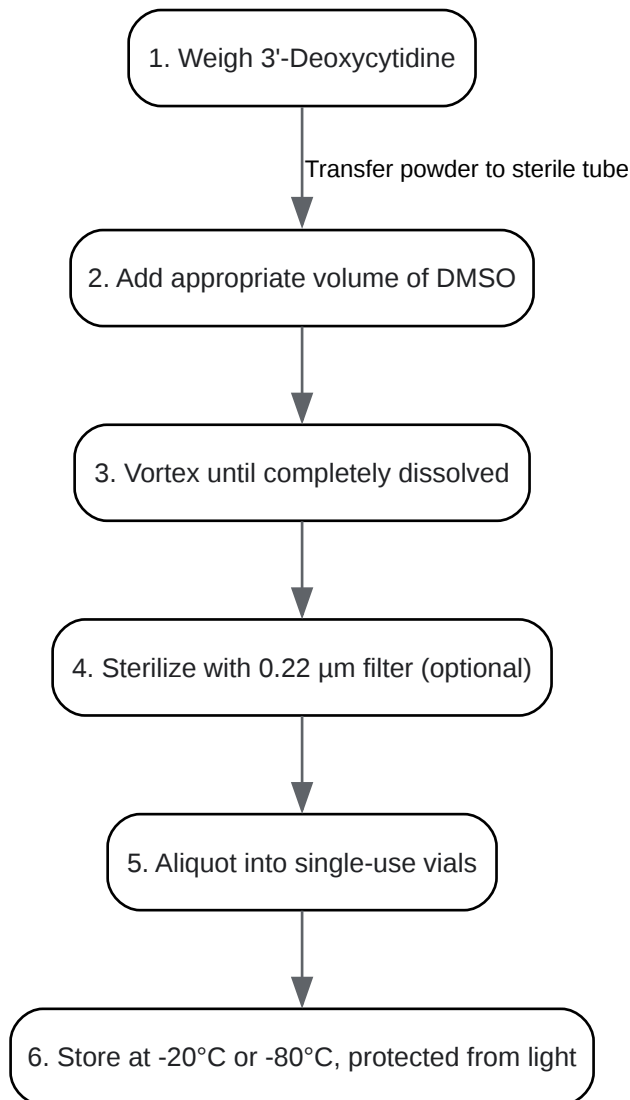 1. Weigh 3'-Deoxycytidine
Transfer powder to sterile tube
2. Add appropriate volume of DMSO
3. Vortex until completely dissolved
4. Sterilize with 0.22 µm filter (optional)
5. Aliquot into single-use vials
6. Store at -20°C or -80°C, protected from light